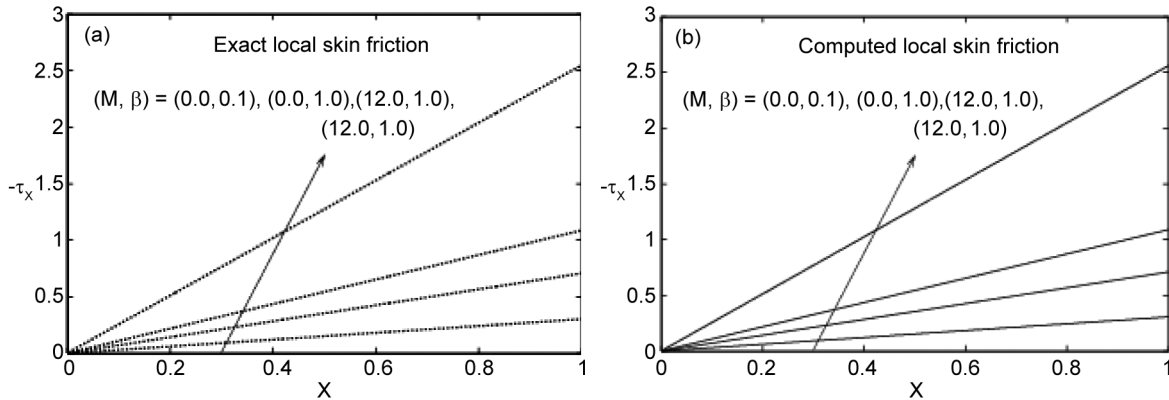 (a)
Exact local skin friction
(M, β) = (0.0, 0.1), (0.0, 1.0),(12.0, 1.0),
(12.0, 1.0)
3
2.5
2
-τx 1.5
1
0.5
0
0 0.2 0.4 0.6 0.8 1
X
(b)
Computed local skin friction
(M, β) = (0.0, 0.1), (0.0, 1.0),(12.0, 1.0),
(12.0, 1.0)
3
2.5
2
-τx 1.5
1
0.5
0
0 0.2 0.4 0.6 0.8 1
X